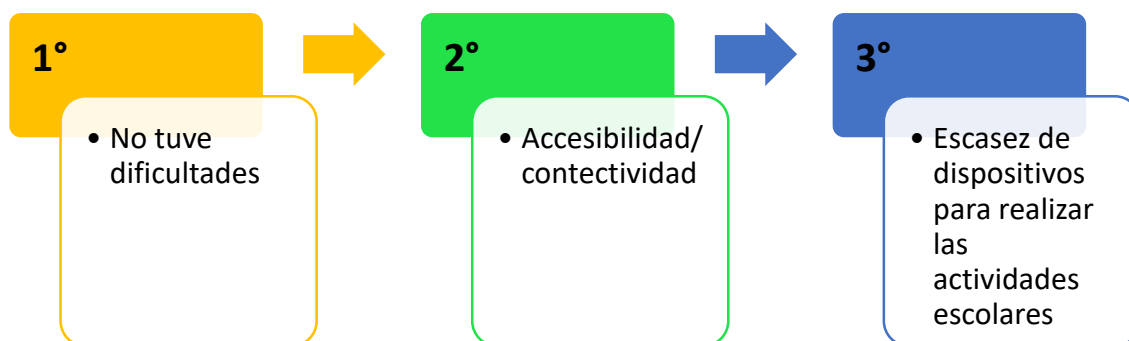 1°
• No tuve
dificultades
2°
• Accesibilidad/
contectividad
3°
• Escasez de
dispositivos
para realizar
las
actividades
escolares